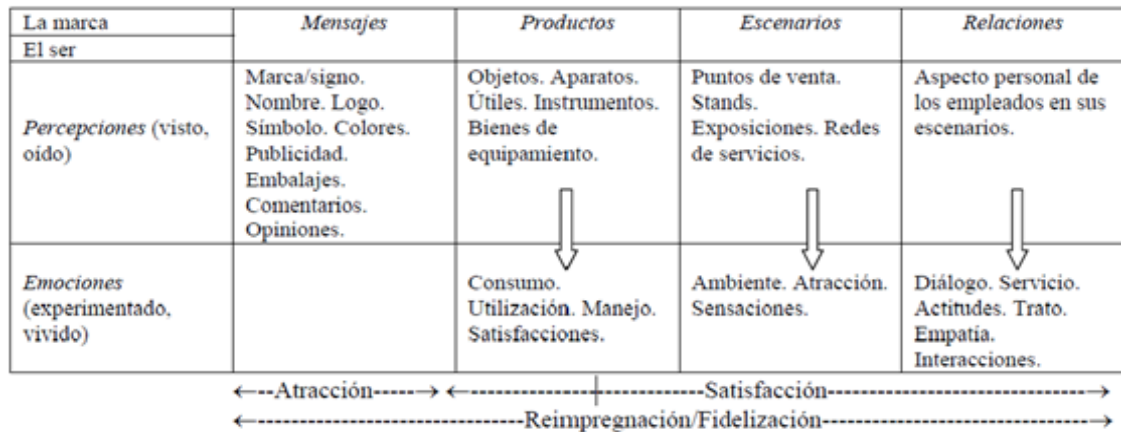 La marca
El ser
Mensajes
Productos
Escenarios
Relaciones
Percepciones (visto,
oído)
Marca/signo.
Nombre. Logo.
Símbolo. Colores.
Publicidad.
Embalajes.
Comentarios.
Opiniones.
Objetos. Aparatos.
Útiles. Instrumentos.
Bienes de
equipamiento.
Puntos de venta.
Stands.
Exposiciones. Redes
de servicios.
Aspecto personal de
los empleados en sus
escenarios.
Emociones
(experimentado,
vivido)
Consumo.
Utilización. Manejo.
Satisfacciones.
Ambiente. Atracción.
Sensaciones.
Diálogo. Servicio.
Actitudes. Trato.
Empatía.
Interacciones.
←---Atracción------→ ←---------------|-----------Satisfacción-----------------------------→
←--------------------------------Reimpregnación/Fidelización----------------------------------→